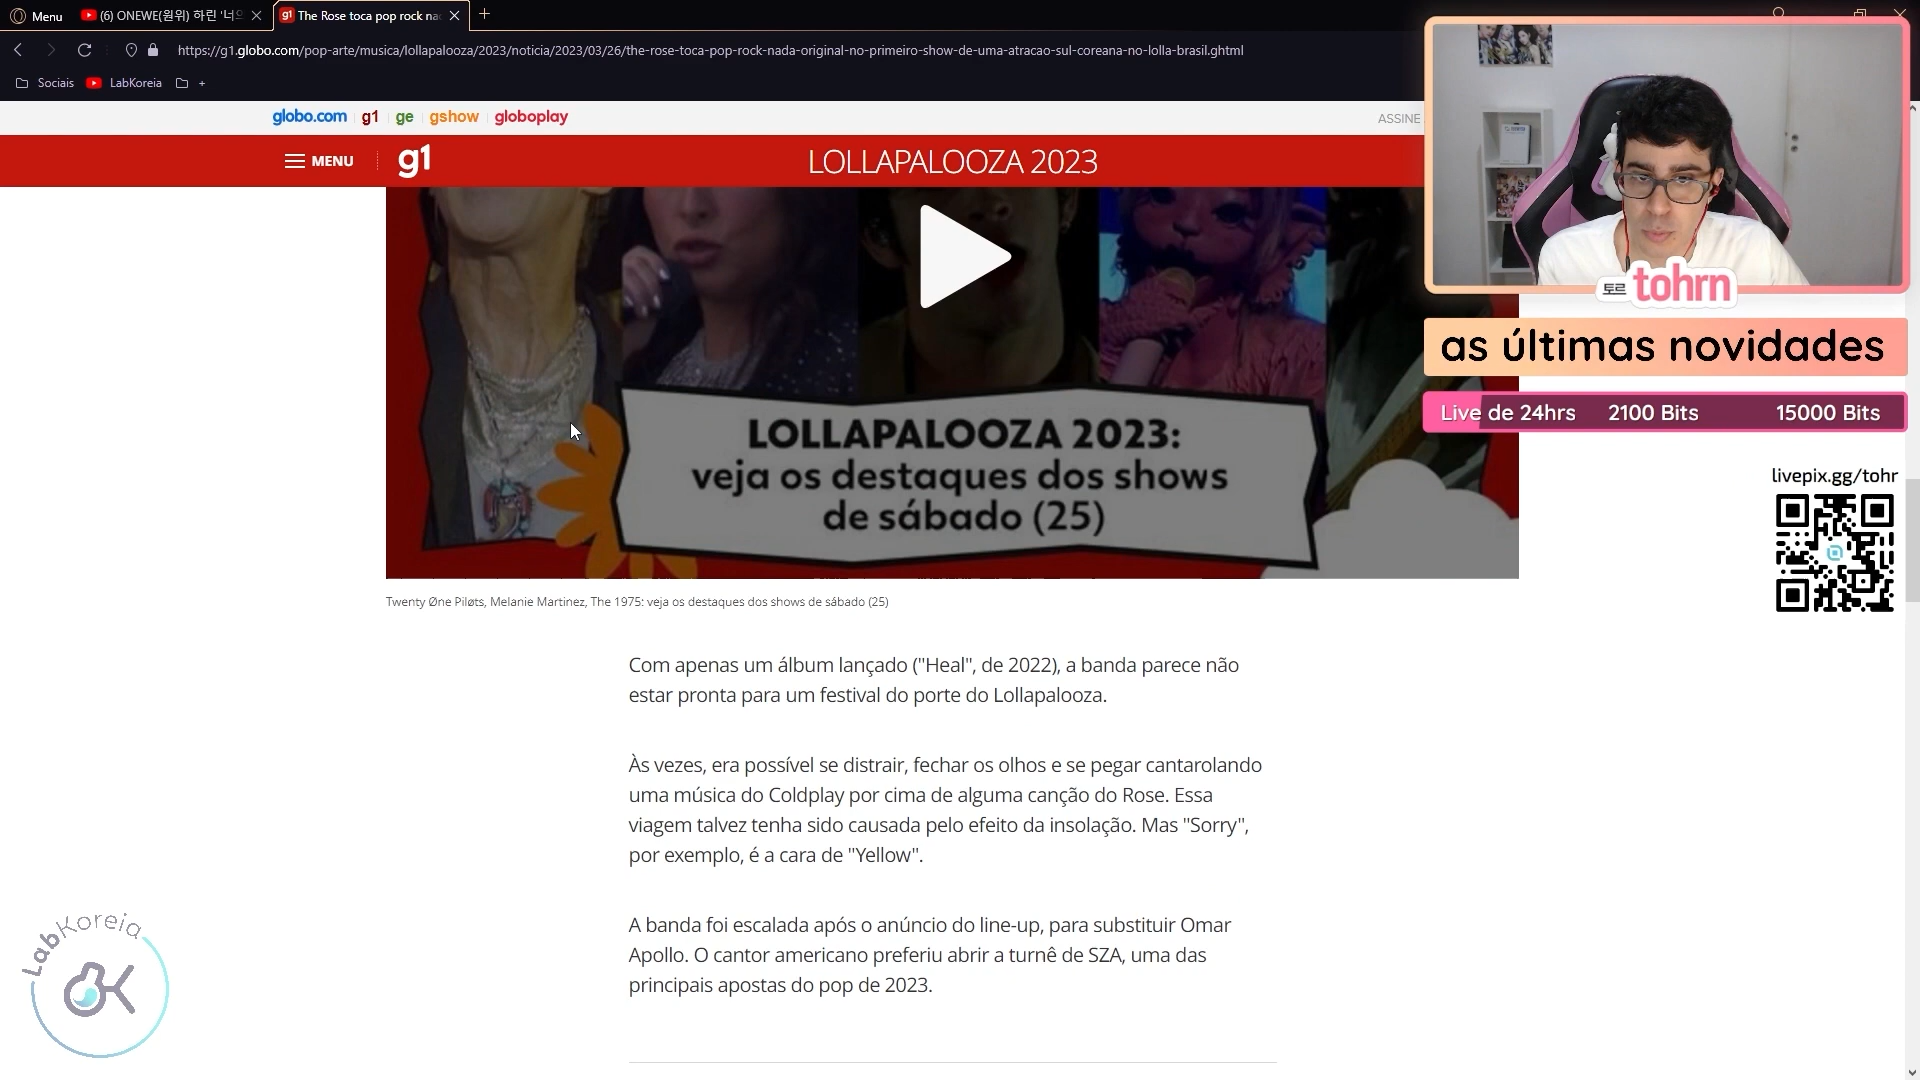 Menu
(6) ONEWE(원위) 하린 '너의
The Rose toca pop rock na
https://g1.globo.com/pop-arte/musica/lollapalooza/2023/noticia/2023/03/26/the-rose-toca-pop-rock-nada-original-no-primeiro-show-de-uma-atracao-sul-coreana-no-lolla-brasil.ghtml
Sociais
LabKoreia
+
globo.com
g1
ge
gshow
globoplay
ASSINE
MENU
g1
LOLLAPALOOZA 2023
LOLLAPALOOZA 2023:
veja os destaques dos shows
de sábado (25)
Twenty Øne Piløts, Melanie Martinez, The 1975: veja os destaques dos shows de sábado (25)
Com apenas um álbum lançado ("Heal", de 2022), a banda parece não
estar pronta para um festival do porte do Lollapalooza.
Às vezes, era possível se distrair, fechar os olhos e se pegar cantarolando
uma música do Coldplay por cima de alguma canção do Rose. Essa
viagem talvez tenha sido causada pelo efeito da insolação. Mas "Sorry",
por exemplo, é a cara de "Yellow".
A banda foi escalada após o anúncio do line-up, para substituir Omar
Apollo. O cantor americano preferiu abrir a turnê de SZA, uma das
principais apostas do pop de 2023.
토르 tohrn
as últimas novidades
Live de 24hrs 2100 Bits 15000 Bits
livepix.gg/tohr
LabKoreia